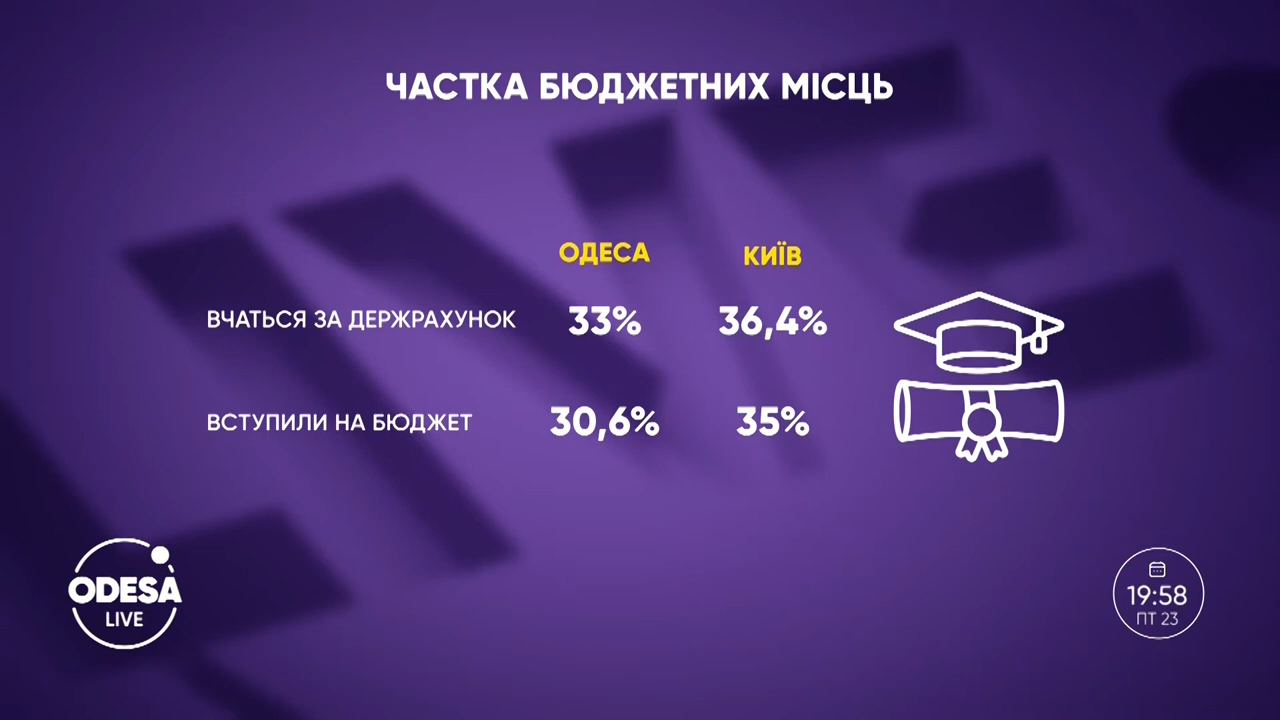 ЧАСТКА БЮДЖЕТНИХ МІСЦЬ
ОДЕСА КИЇВ
ВЧАТЬСЯ ЗА ДЕРЖРАХУНОК 33% 36,4%
ВСТУПИЛИ НА БЮДЖЕТ 30,6% 35%
ODESA
LIVE
19:58
ПТ 23